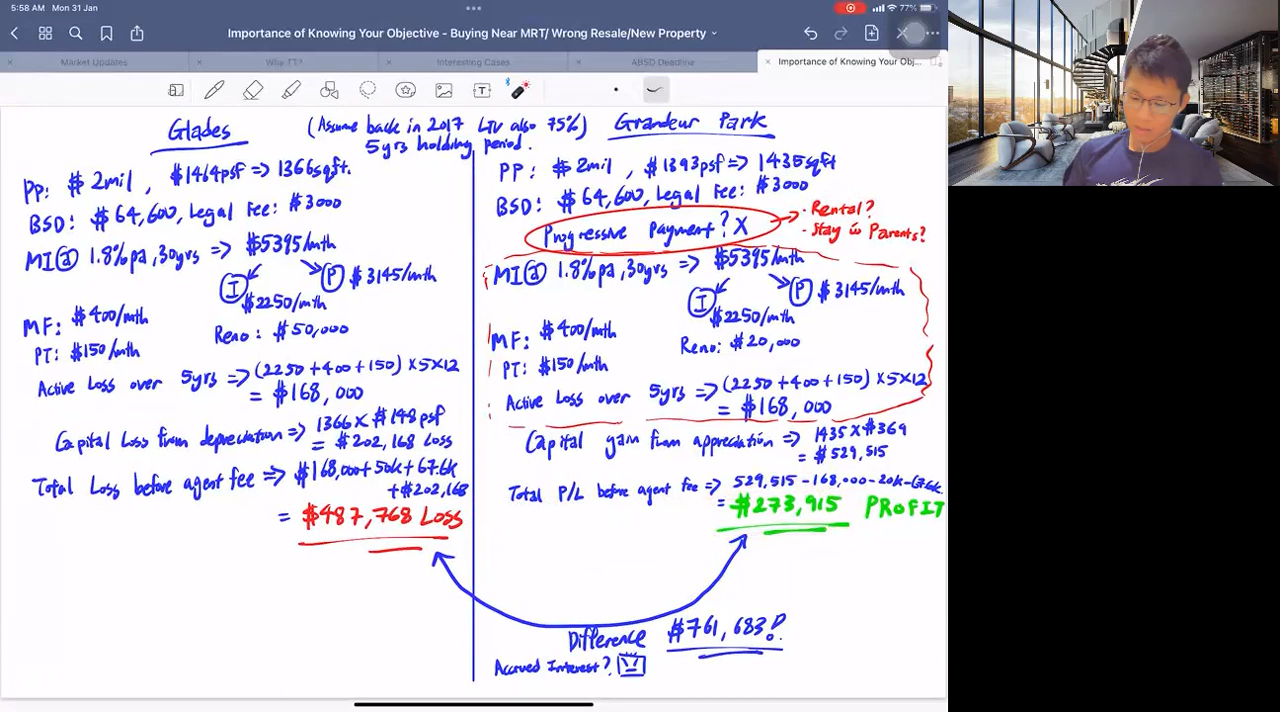 5:58 AM Mon 31 Jan
77%
Importance of Knowing Your Objective - Buying Near MRT/ Wrong Resale/New Property
Market Updates
Why TT?
Interesting Cases
ABSD Deadline
Importance of Knowing Your Obj...
Glades
(Assume back in 2017 LTV also 75%)
5yrs holding period.
PP: $2mil, $1464psf => 1366sqft.
BSD: $64,600, Legal Fee: $3000
MI@ 1.8%pa, 30yrs => $5395/mth
I
P $3145/mth
$2250/mth
MF: $400/mth
Reno: $50,000
PT: $150/mth
Active Loss over 5yrs => (2250+400+150)×5×12
= $168,000
Capital Loss from depreciation => 1366×$148psf
= $202,168 Loss
Total Loss before agent fee => $168,000+50k+67.6k
+$202,168
= $487,768 Loss
Grandeur Park
PP: $2mil, $1393psf => 1435sqft
BSD: $64,600, Legal Fee: $3000
Progressive Payment? X
· Rental?
· Stay w Parents?
MI@ 1.8%pa, 30yrs => $5395/mth
I
P $3145/mth
$2250/mth
MF: $400/mth
Reno: $20,000
PT: $150/mth
Active Loss over 5yrs => (2250+400+150)×5×12
= $168,000
Capital gain from appreciation => 1435×$369
= $529,515
Total P/L before agent fee => 529,515-168,000-20k-67.6k
= $273,915 PROFIT
Difference $761,683?!
Accrued Interest?